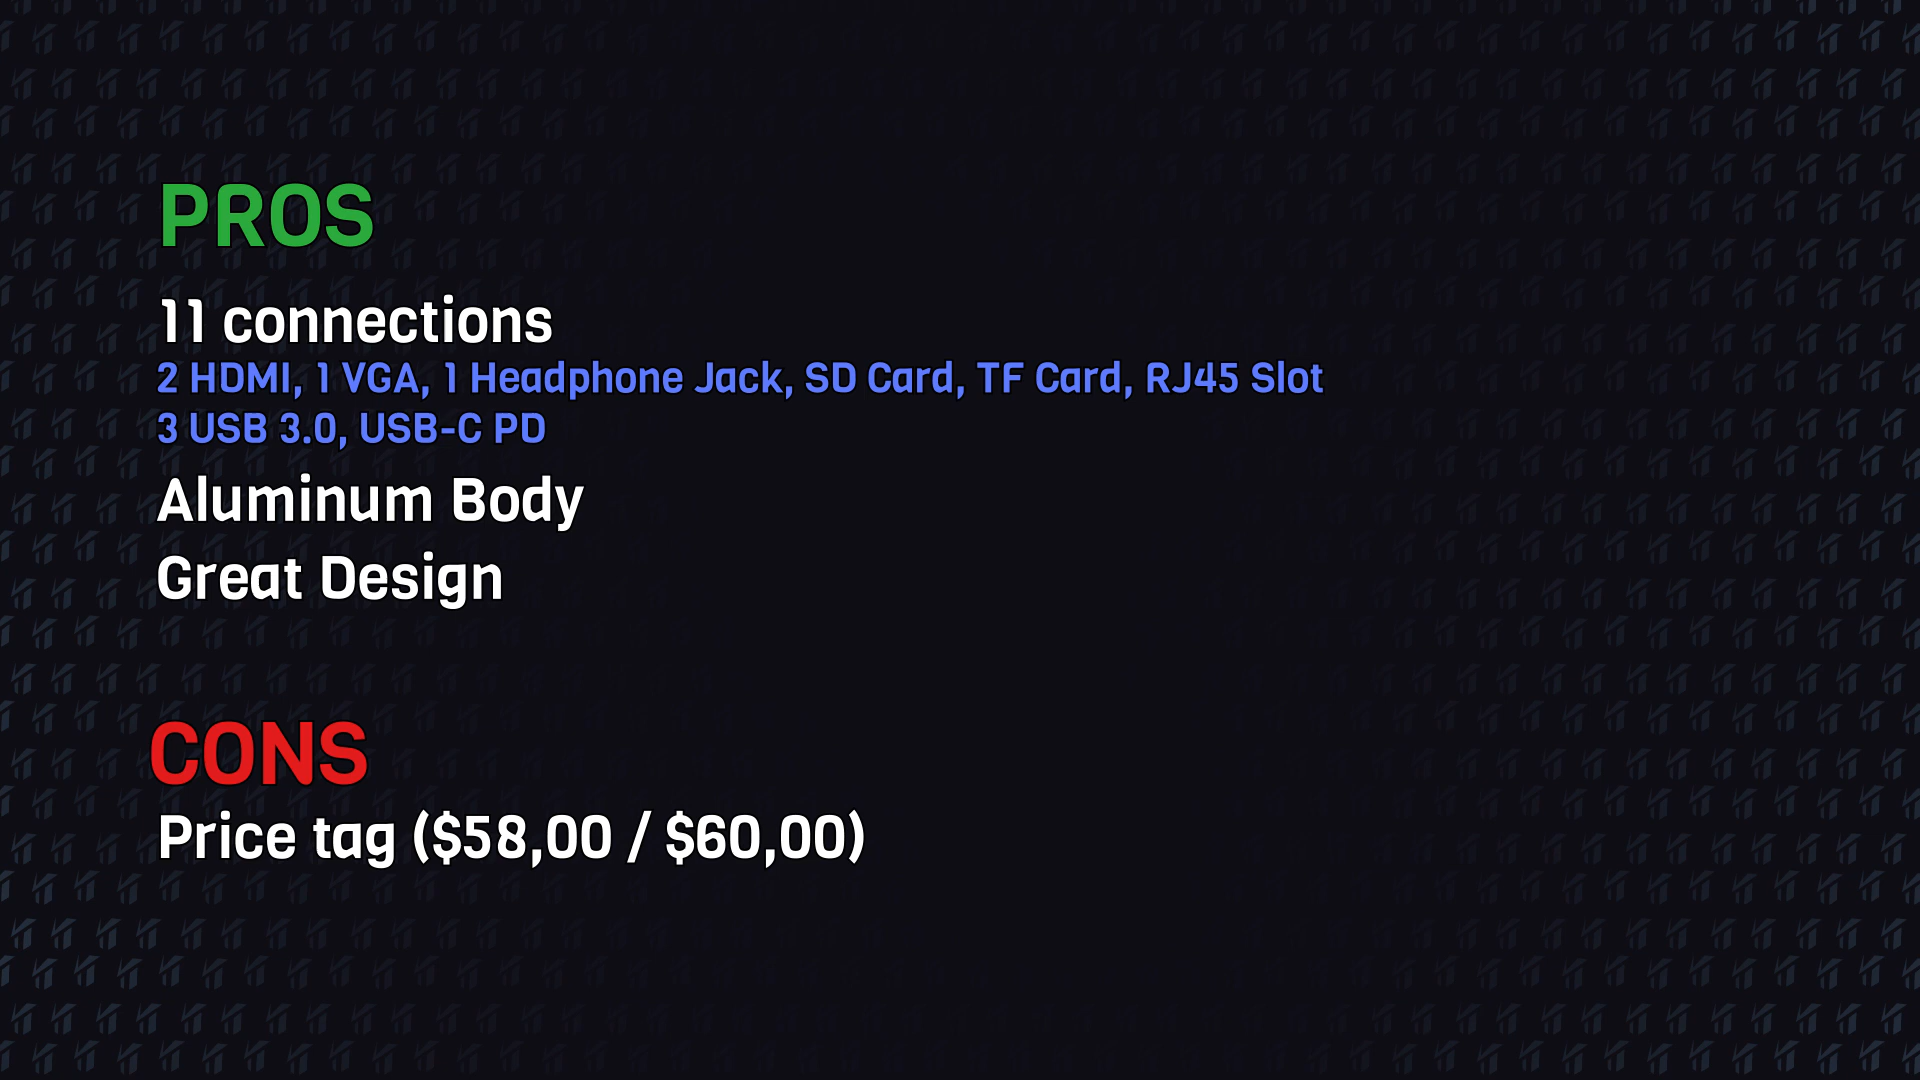 PROS
11 connections
2 HDMI, 1 VGA, 1 Headphone Jack, SD Card, TF Card, RJ45 Slot
3 USB 3.0, USB-C PD
Aluminum Body
Great Design
CONS
Price tag ($58,00 / $60,00)